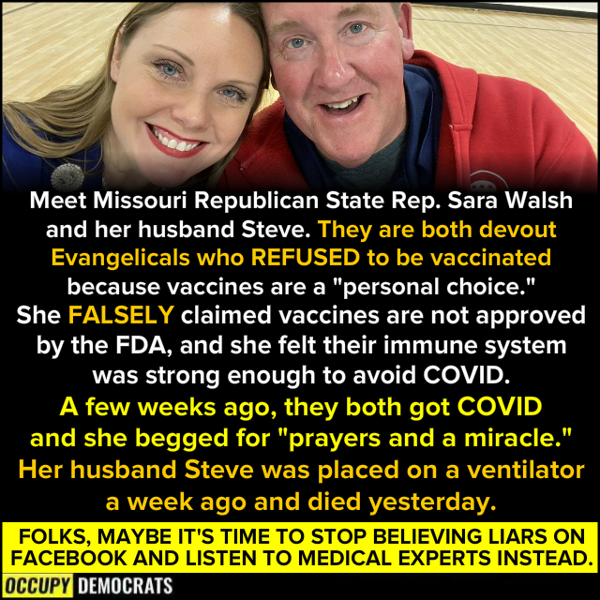 Meet Missouri Republican State Rep. Sara Walsh
and her husband Steve. They are both devout
Evangelicals who REFUSED to be vaccinated
because vaccines are a "personal choice."
She FALSELY claimed vaccines are not approved
by the FDA, and she felt their immune system
was strong enough to avoid COVID.
A few weeks ago, they both got COVID
and she begged for "prayers and a miracle."
Her husband Steve was placed on a ventilator
a week ago and died yesterday.
FOLKS, MAYBE IT'S TIME TO STOP BELIEVING LIARS ON
FACEBOOK AND LISTEN TO MEDICAL EXPERTS INSTEAD.
OCCUPY DEMOCRATS